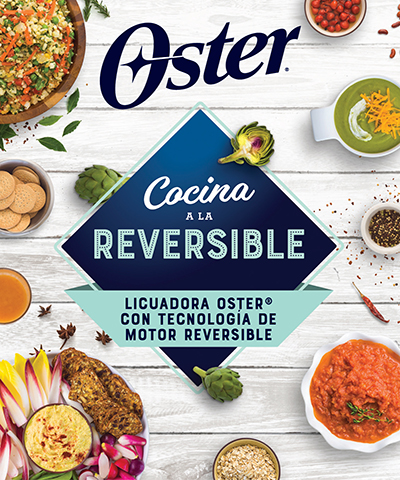 Oster®
Cocina
A LA
REVERSIBLE
LICUADORA OSTER®
CON TECNOLOGÍA DE
MOTOR REVERSIBLE